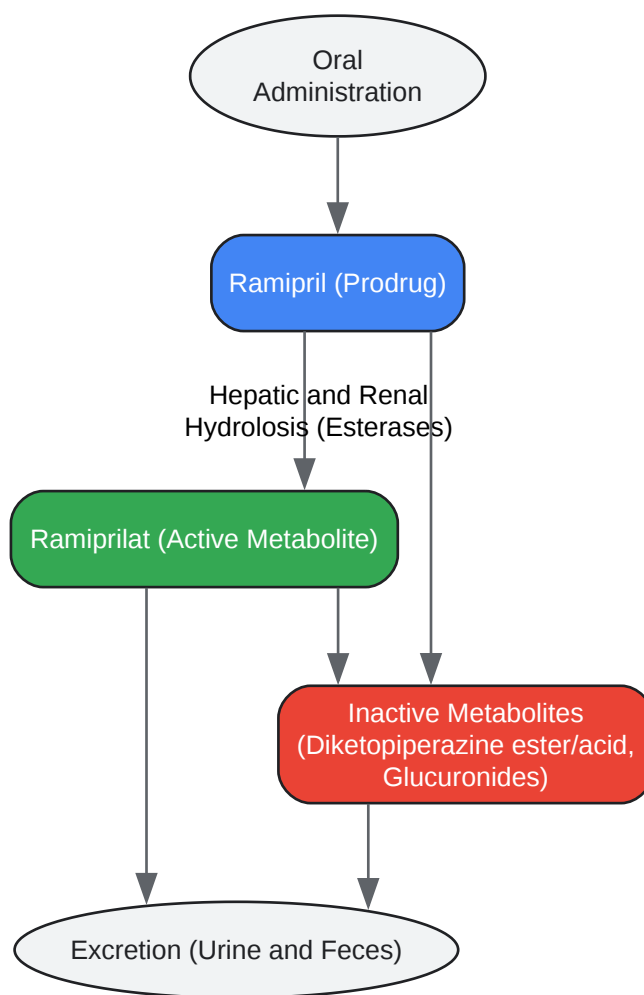 Oral
Administration
Ramipril (Prodrug)
Hepatic and Renal
Hydrolosis (Esterases)
Ramiprilat (Active Metabolite)
Inactive Metabolites
(Diketopiperazine ester/acid,
Glucuronides)
Excretion (Urine and Feces)